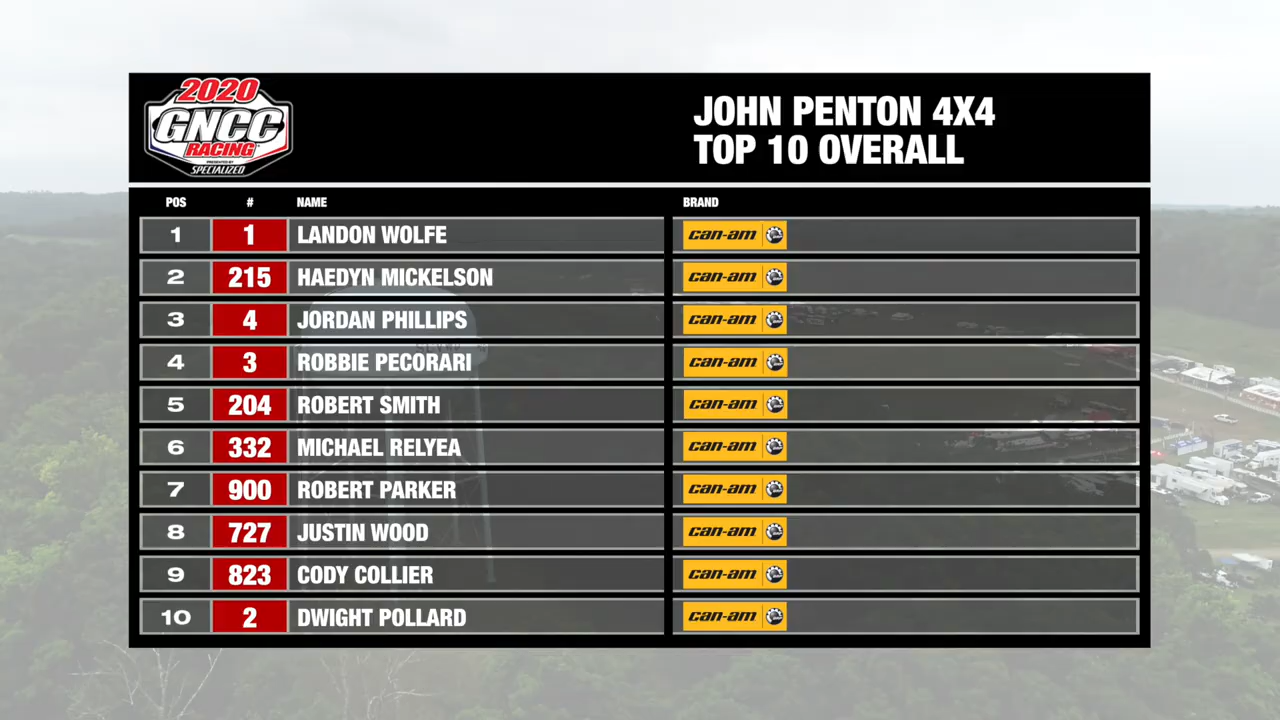 2020
GNCC
RACING
PRESENTED BY
SPECIALIZED
JOHN PENTON 4X4
TOP 10 OVERALL
POS # NAME BRAND
1 1 LANDON WOLFE can-am
2 215 HAEDYN MICKELSON can-am
3 4 JORDAN PHILLIPS can-am
4 3 ROBBIE PECORARI can-am
5 204 ROBERT SMITH can-am
6 332 MICHAEL RELYEA can-am
7 900 ROBERT PARKER can-am
8 727 JUSTIN WOOD can-am
9 823 CODY COLLIER can-am
10 2 DWIGHT POLLARD can-am